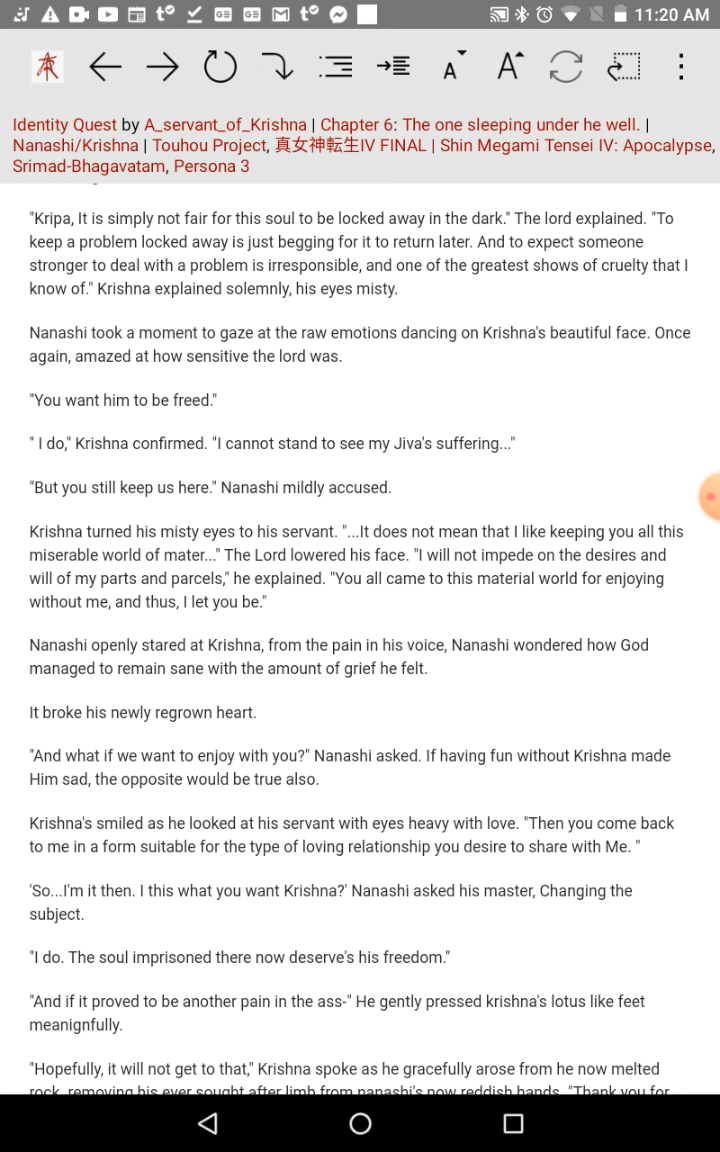 11:20 AM
Identity Quest by A_servant_of_Krishna | Chapter 6: The one sleeping under he well. |
Nanashi/Krishna | Touhou Project, 真女神転生IV FINAL | Shin Megami Tensei IV: Apocalypse,
Srimad-Bhagavatam, Persona 3
"Kripa, It is simply not fair for this soul to be locked away in the dark." The lord explained. "To
keep a problem locked away is just begging for it to return later. And to expect someone
stronger to deal with a problem is irresponsible, and one of the greatest shows of cruelty that I
know of." Krishna explained solemnly, his eyes misty.
Nanashi took a moment to gaze at the raw emotions dancing on Krishna's beautiful face. Once
again, amazed at how sensitive the lord was.
"You want him to be freed."
" I do," Krishna confirmed. "I cannot stand to see my Jiva's suffering..."
"But you still keep us here." Nanashi mildly accused.
Krishna turned his misty eyes to his servant. "...It does not mean that I like keeping you all this
miserable world of mater..." The Lord lowered his face. "I will not impede on the desires and
will of my parts and parcels," he explained. "You all came to this material world for enjoying
without me, and thus, I let you be."
Nanashi openly stared at Krishna, from the pain in his voice, Nanashi wondered how God
managed to remain sane with the amount of grief he felt.
It broke his newly regrown heart.
"And what if we want to enjoy with you?" Nanashi asked. If having fun without Krishna made
Him sad, the opposite would be true also.
Krishna's smiled as he looked at his servant with eyes heavy with love. "Then you come back
to me in a form suitable for the type of loving relationship you desire to share with Me. "
'So...I'm it then. I this what you want Krishna?' Nanashi asked his master, Changing the
subject.
"I do. The soul imprisoned there now deserve's his freedom."
"And if it proved to be another pain in the ass-" He gently pressed krishna's lotus like feet
meanignfully.
"Hopefully, it will not get to that," Krishna spoke as he gracefully arose from he now melted
rock, removing his ever sought after limb from nanashi's now reddish hands. "Thank you for